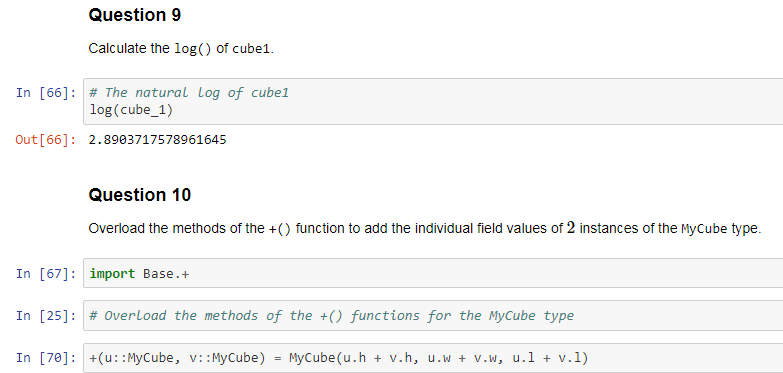 Question 9
Calculate the log() of cube1.
In [66]: # The natural log of cube1
log(cube_1)
Out[66]: 2.8903717578961645
Question 10
Overload the methods of the +() function to add the individual field values of 2 instances of the MyCube type.
In [67]: import Base.+
In [25]: # Overload the methods of the +() functions for the MyCube type
In [70]: +(u::MyCube, v::MyCube) = MyCube(u.h + v.h, u.w + v.w, u.l + v.l)